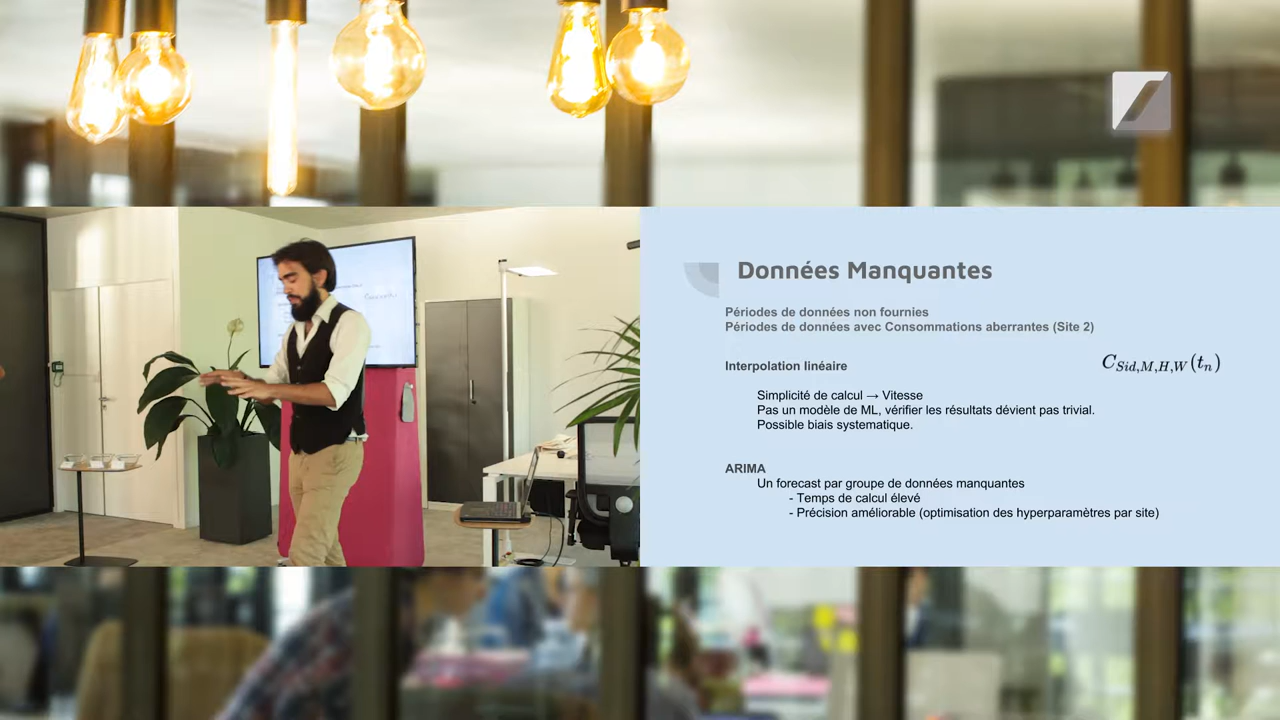 Données Manquantes
Périodes de données non fournies
Périodes de données avec Consommations aberrantes (Site 2)
Interpolation linéaire
C_{Sid,M,H,W}(t_n)
Simplicité de calcul → Vitesse
Pas un modèle de ML, vérifier les résultats dévient pas trivial.
Possible biais systematique.
ARIMA
Un forecast par groupe de données manquantes
- Temps de calcul élevé
- Précision améliorable (optimisation des hyperparamètres par site)